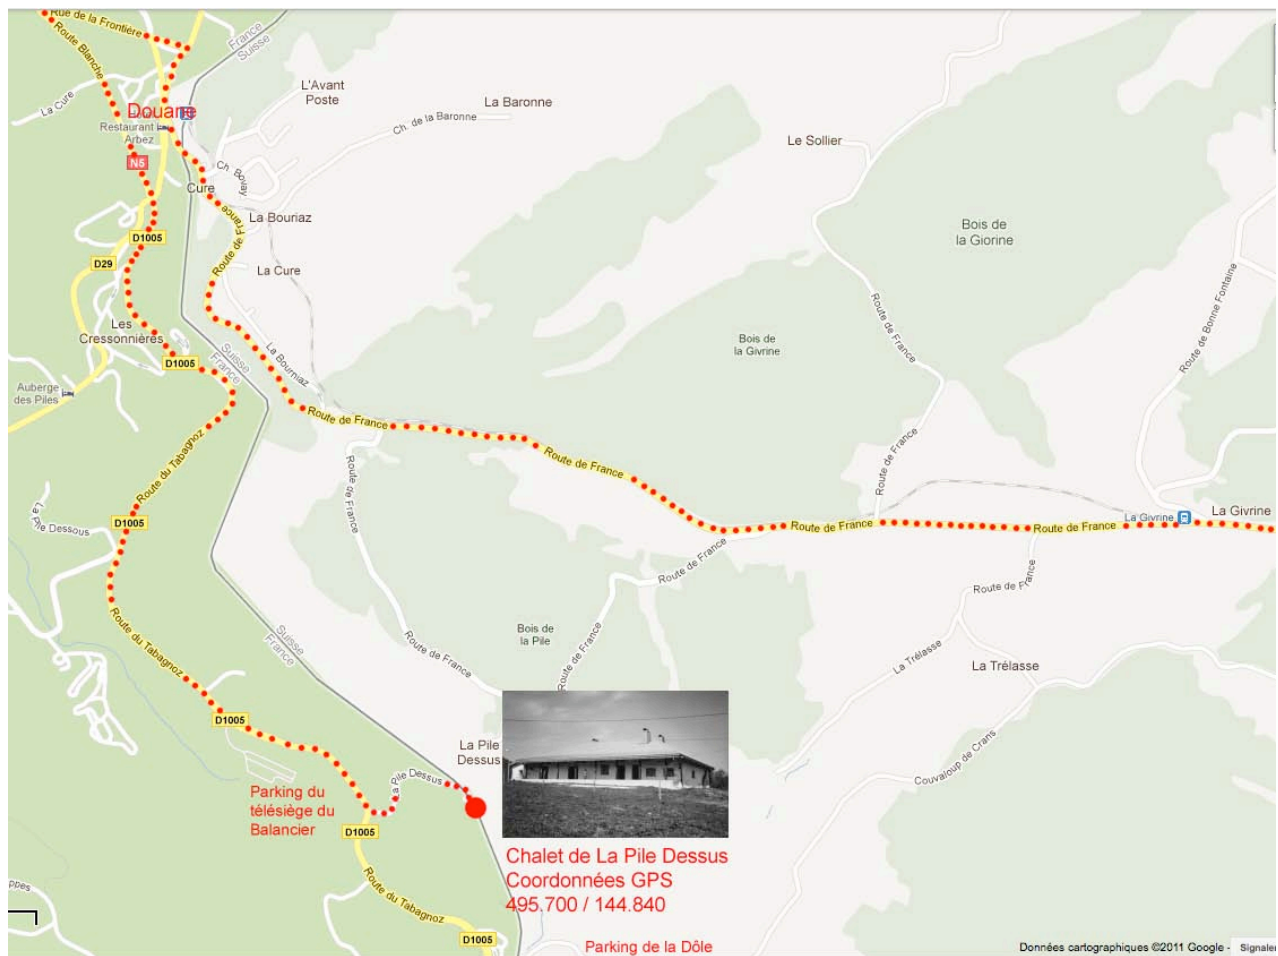 Rue de la Frontière
Route Blanche
France
Suisse
L'Avant
Poste
La Baronne
La Cure
Douane
Restaurant
Arbez
Ch. de la Baronne
Le Sollier
N5
Ch. Bovay
Cure
La Bouriaz
Route de France
Bois de
la Giorine
D1005
D29
La Cure
Route de Bonne Fontaine
Route de France
Les
Cressonnières
Suisse
France
La Bourniaz
Bois de
la Givrine
D1005
Auberge
des Piles
Route de France
Route du Tabagnoz
Route de France
Route de France
Route de France
La Pile Dessous
D1005
Route de France
Route de France
La Givrine
La Givrine
Route de France
Route de France
Route du Tabagnoz
Suisse
France
Bois de
la Pile
Route de France
Route de France
La Trélasse
La Trélasse
D1005
La Pile
Dessus
La Pile Dessus
Couvaloup de Crans
Parking du
télésiège du
Balancier
D1005
Chalet de La Pile Dessus
Coordonnées GPS
495.700 / 144.840
Route du Tabagnoz
ppes
D1005
Parking de la Dôle
Données cartographiques ©2011 Google -
Signaler